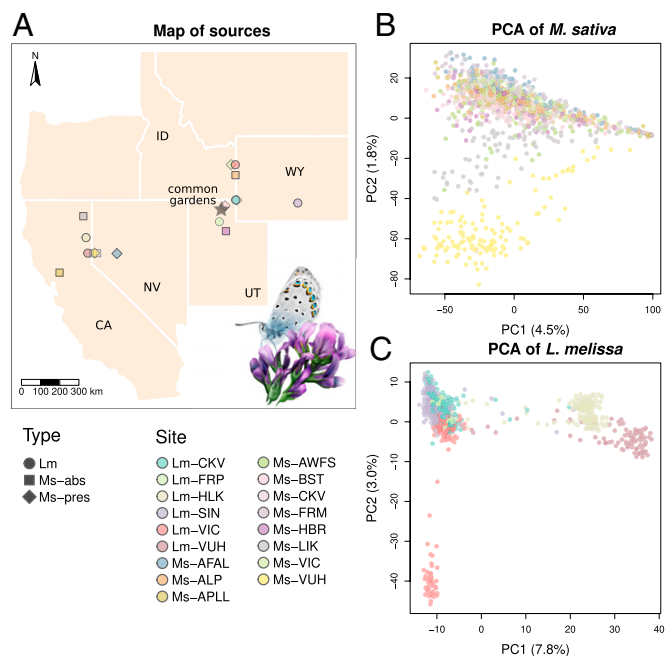 A
Map of sources
N
ID
WY
common
gardens
NV
UT
CA
0 100 200 300 km
Type
Lm
Ms−abs
Ms−pres
Site
Lm−CKV
Lm−FRP
Lm−HLK
Lm−SIN
Lm−VIC
Lm−VUH
Ms−AFAL
Ms−ALP
Ms−APLL
Ms−AWFS
Ms−BST
Ms−CKV
Ms−FRM
Ms−HBR
Ms−LIK
Ms−VIC
Ms−VUH
B
PCA of M. sativa
PC2 (1.8%)
20
0
−20
−40
−60
−80
−50 0 50 100
PC1 (4.5%)
C
PCA of L. melissa
PC2 (3.0%)
10
0
−10
−20
−30
−40
−10 0 10 20 30 40
PC1 (7.8%)